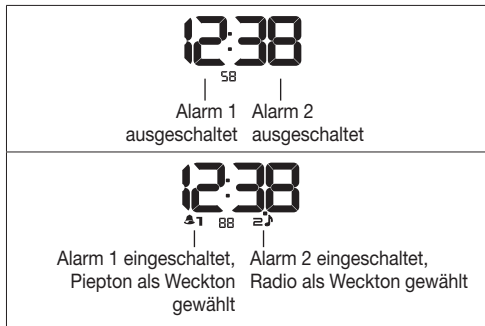 12:38
58
Alarm 1 Alarm 2
ausgeschaltet ausgeschaltet
12:38
1 88 2
Alarm 1 eingeschaltet, Alarm 2 eingeschaltet,
Piepton als Weckton Radio als Weckton gewählt
gewählt